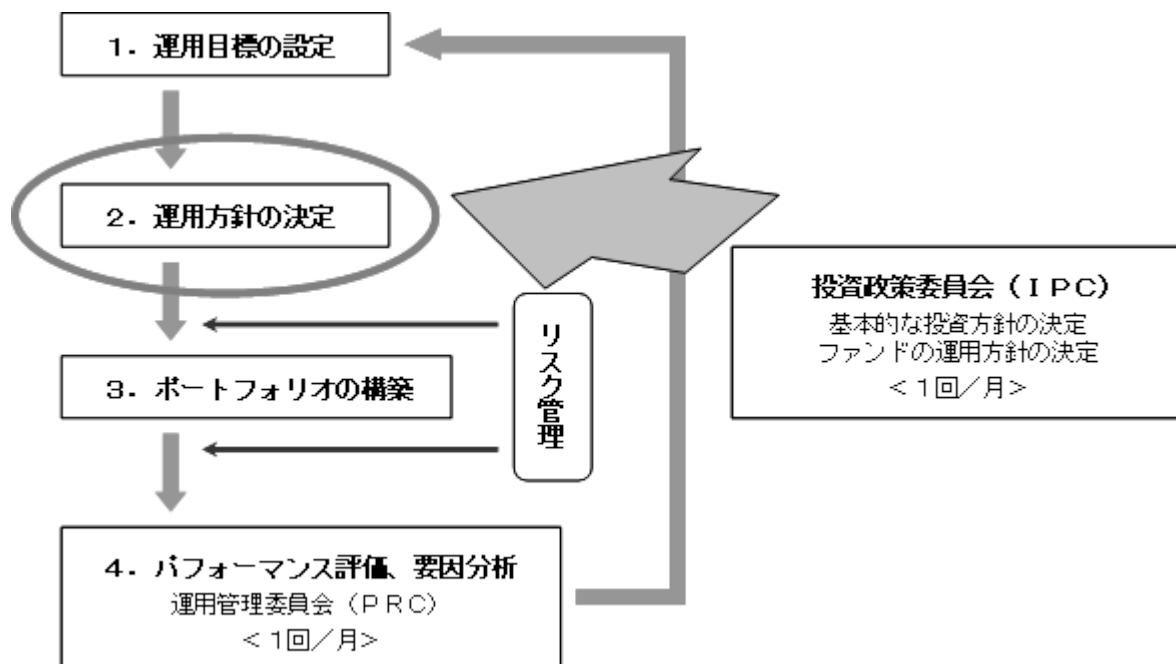 １．運用目標の設定
２．運用方針の決定
投資政策委員会（ＩＰＣ）
基本的な投資方針の決定
ファンドの運用方針の決定
＜１回／月＞
リスク管理
３．ポートフォリオの構築
４．パフォーマンス評価、要因分析
運用管理委員会（ＰＲＣ）
＜１回／月＞